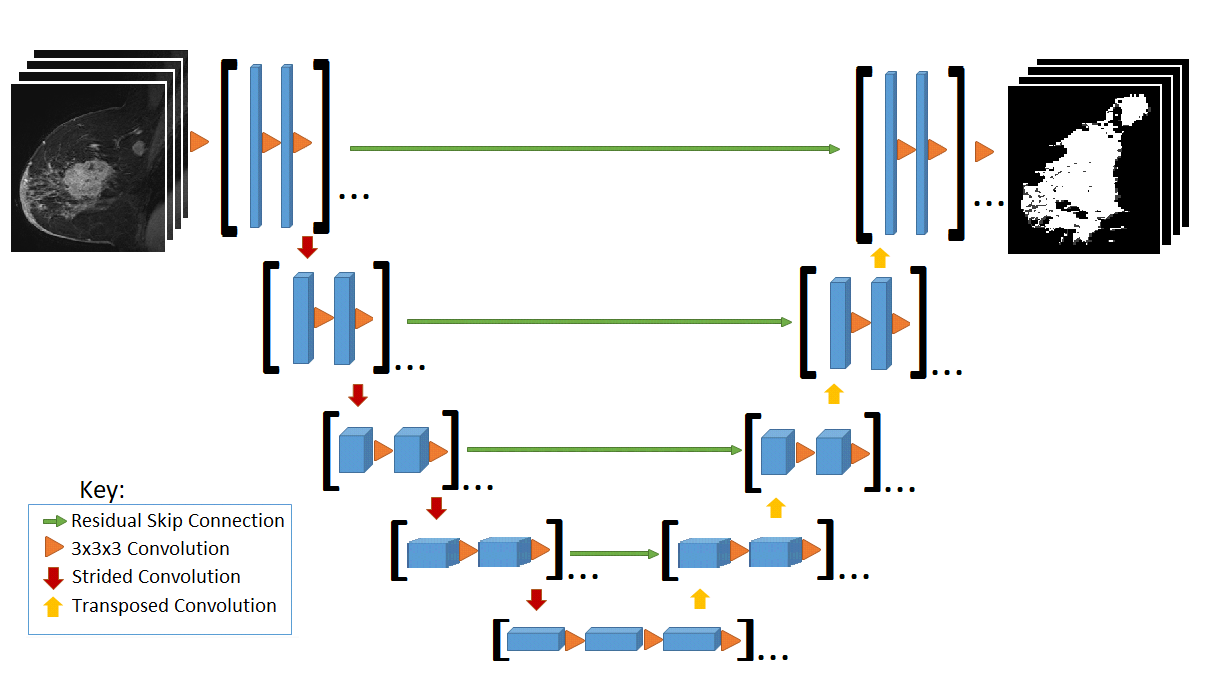 ...
...
...
...
...
...
...
...
...
Key:
Residual Skip Connection
3x3x3 Convolution
Strided Convolution
Transposed Convolution